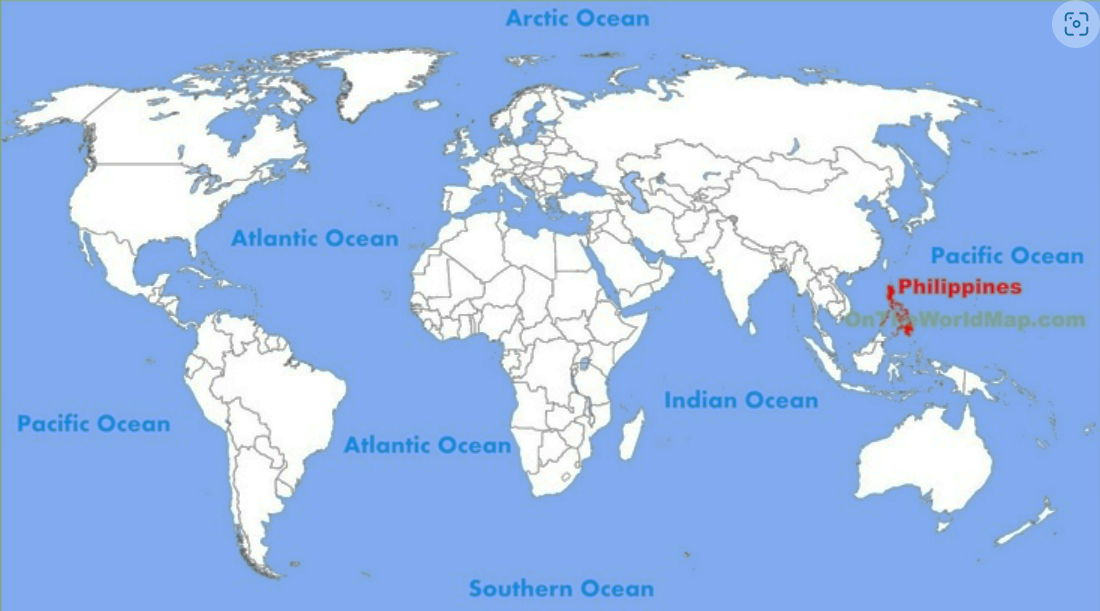 Arctic Ocean
Atlantic Ocean
Pacific Ocean
Philippines
OnTheWorldMap.com
Indian Ocean
Pacific Ocean
Atlantic Ocean
Southern Ocean